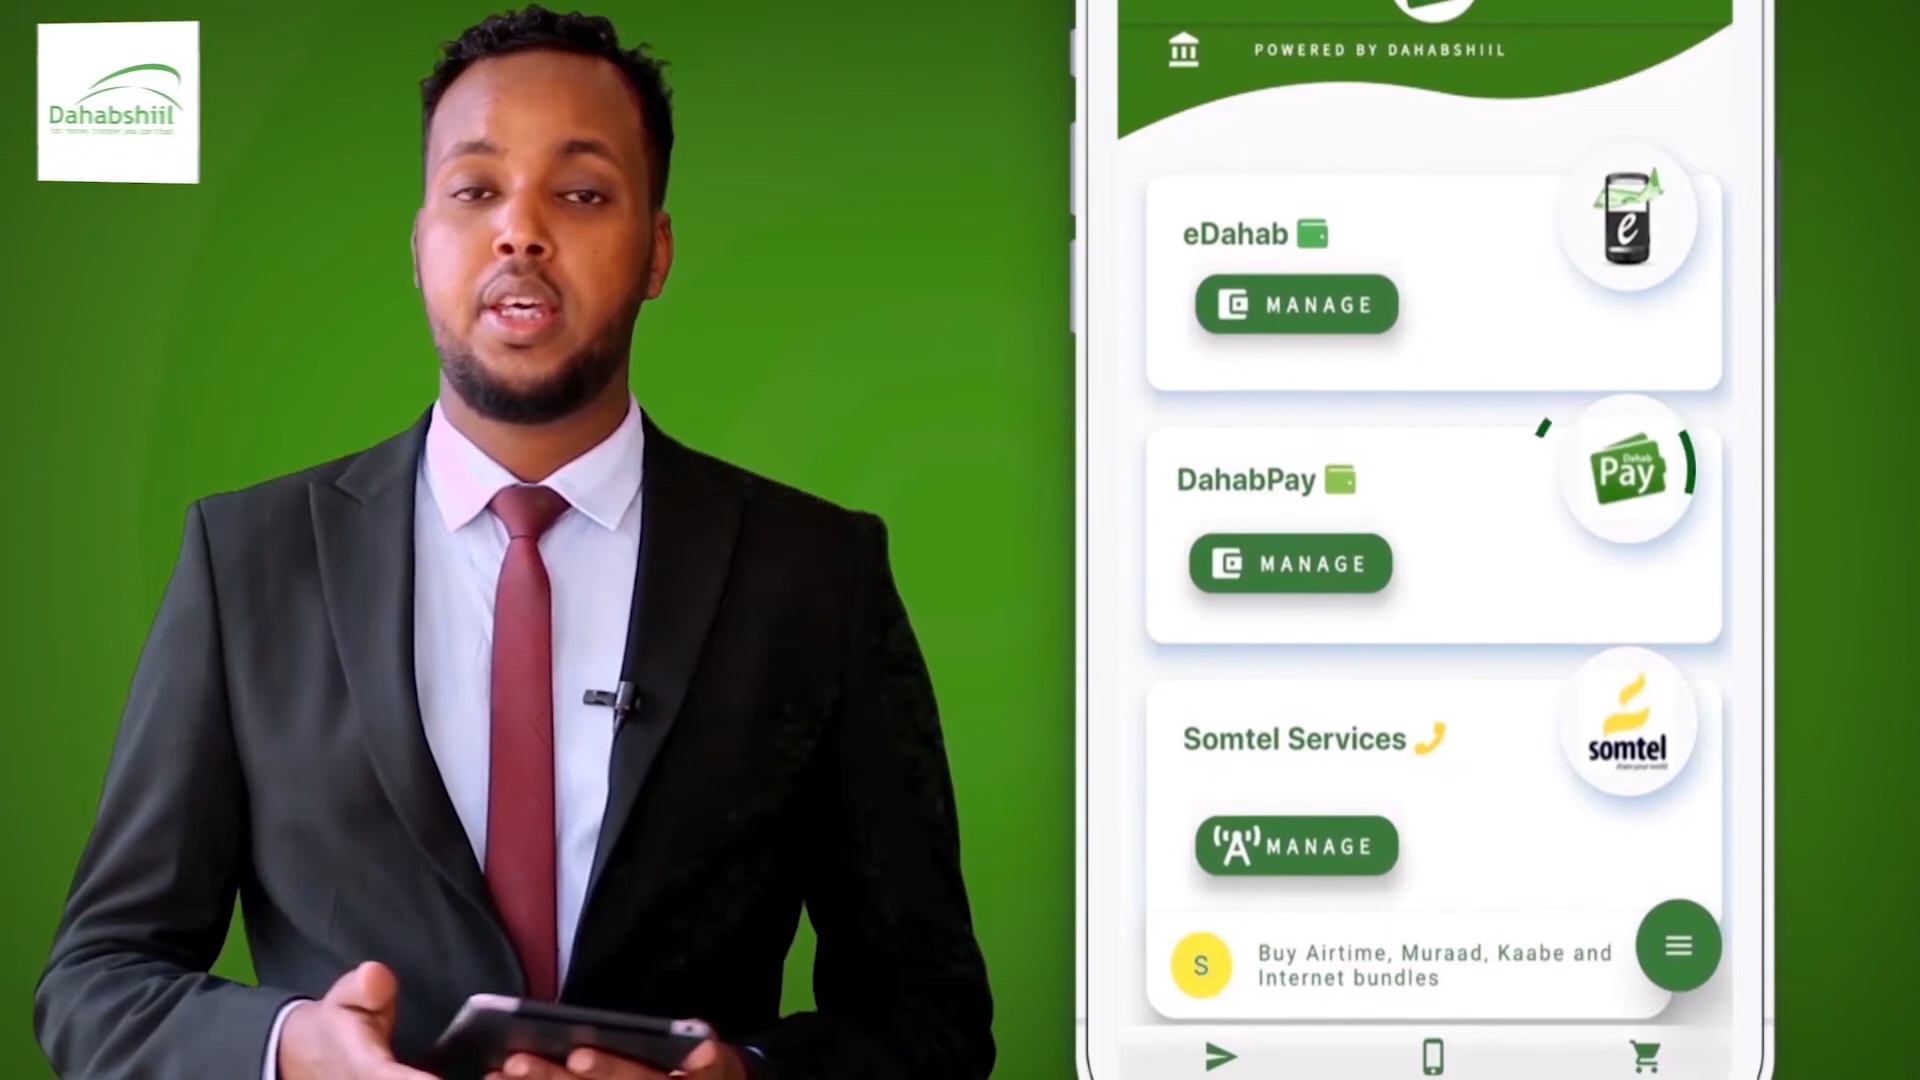 Dahabshiil
POWERED BY DAHABSHIIL
eDahab
e
MANAGE
DahabPay
Dahab
Pay
MANAGE
Somtel Services
somtel
MANAGE
S
Buy Airtime, Muraad, Kaabe and
Internet bundles